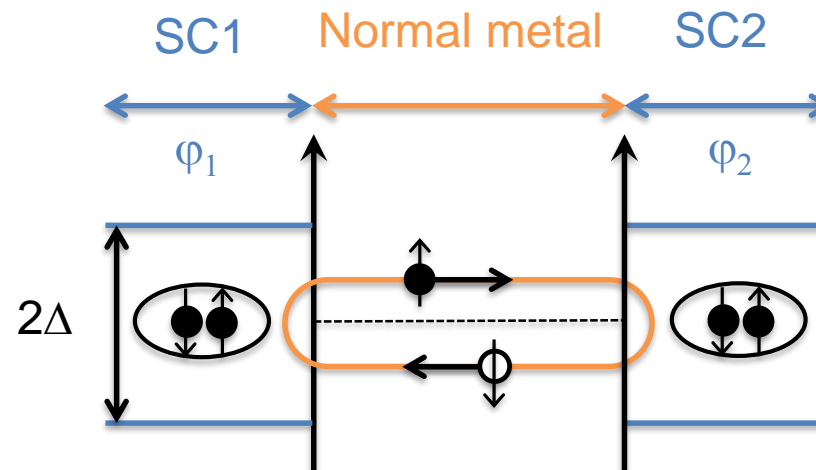 SC1 Normal metal SC2
φ₁ φ₂
2Δ